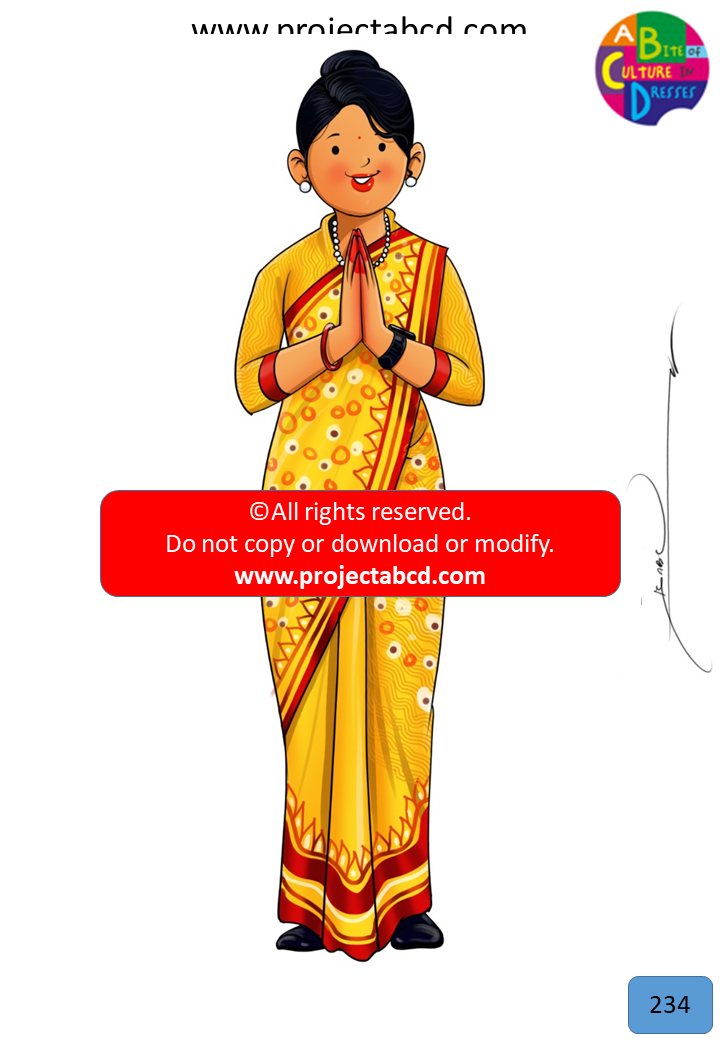 www.projectabcd.com
A BITE OF
CULTURE IN
DRESSES
©All rights reserved.
Do not copy or download or modify.
www.projectabcd.com
234